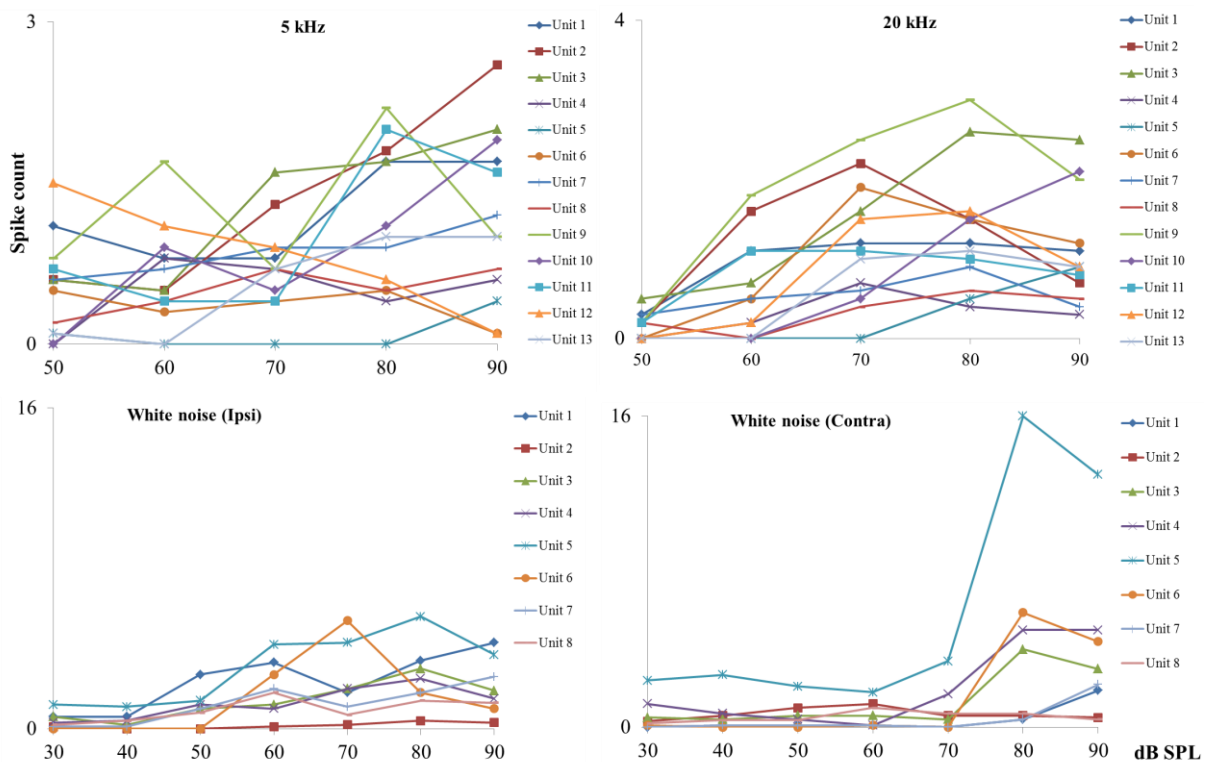 5 kHz
3
0
Spike count
50 60 70 80 90
Unit 1
Unit 2
Unit 3
Unit 4
Unit 5
Unit 6
Unit 7
Unit 8
Unit 9
Unit 10
Unit 11
Unit 12
Unit 13
20 kHz
4
0
50 60 70 80 90
Unit 1
Unit 2
Unit 3
Unit 4
Unit 5
Unit 6
Unit 7
Unit 8
Unit 9
Unit 10
Unit 11
Unit 12
Unit 13
White noise (Ipsi)
16
0
30 40 50 60 70 80 90
Unit 1
Unit 2
Unit 3
Unit 4
Unit 5
Unit 6
Unit 7
Unit 8
White noise (Contra)
16
0
30 40 50 60 70 80 90
Unit 1
Unit 2
Unit 3
Unit 4
Unit 5
Unit 6
Unit 7
Unit 8
dB SPL